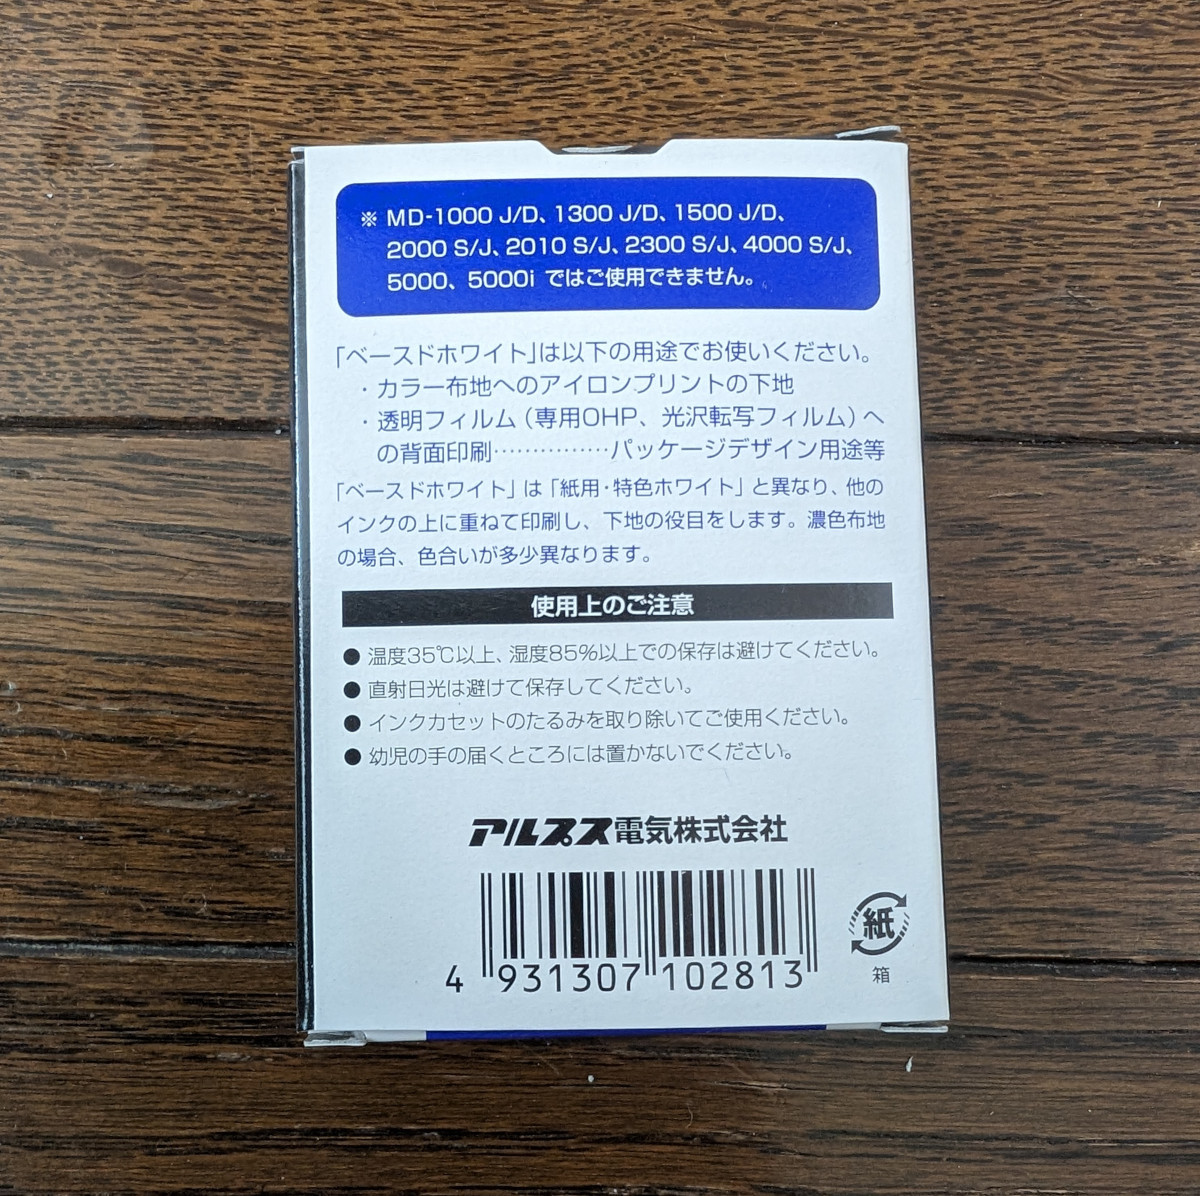 ※ MD-1000 J/D、1300 J/D、1500 J/D、
2000 S/J、2010 S/J、2300 S/J、4000 S/J、
5000、5000i ではご使用できません。
「ベースドホワイト」は以下の用途でお使いください。
・カラー布地へのアイロンプリントの下地
・透明フィルム（専用OHP、光沢転写フィルム）へ
の背面印刷……………パッケージデザイン用途等
「ベースドホワイト」は「紙用・特色ホワイト」と異なり、他の
インクの上に重ねて印刷し、下地の役目をします。濃色布地
の場合、色合いが多少異なります。
使用上のご注意
●温度35℃以上、湿度85%以上での保存は避けてください。
●直射日光は避けて保存してください。
●インクカセットのたるみを取り除いてご使用ください。
●幼児の手の届くところには置かないでください。
アルプス電気株式会社
4 931307 102813
紙
箱